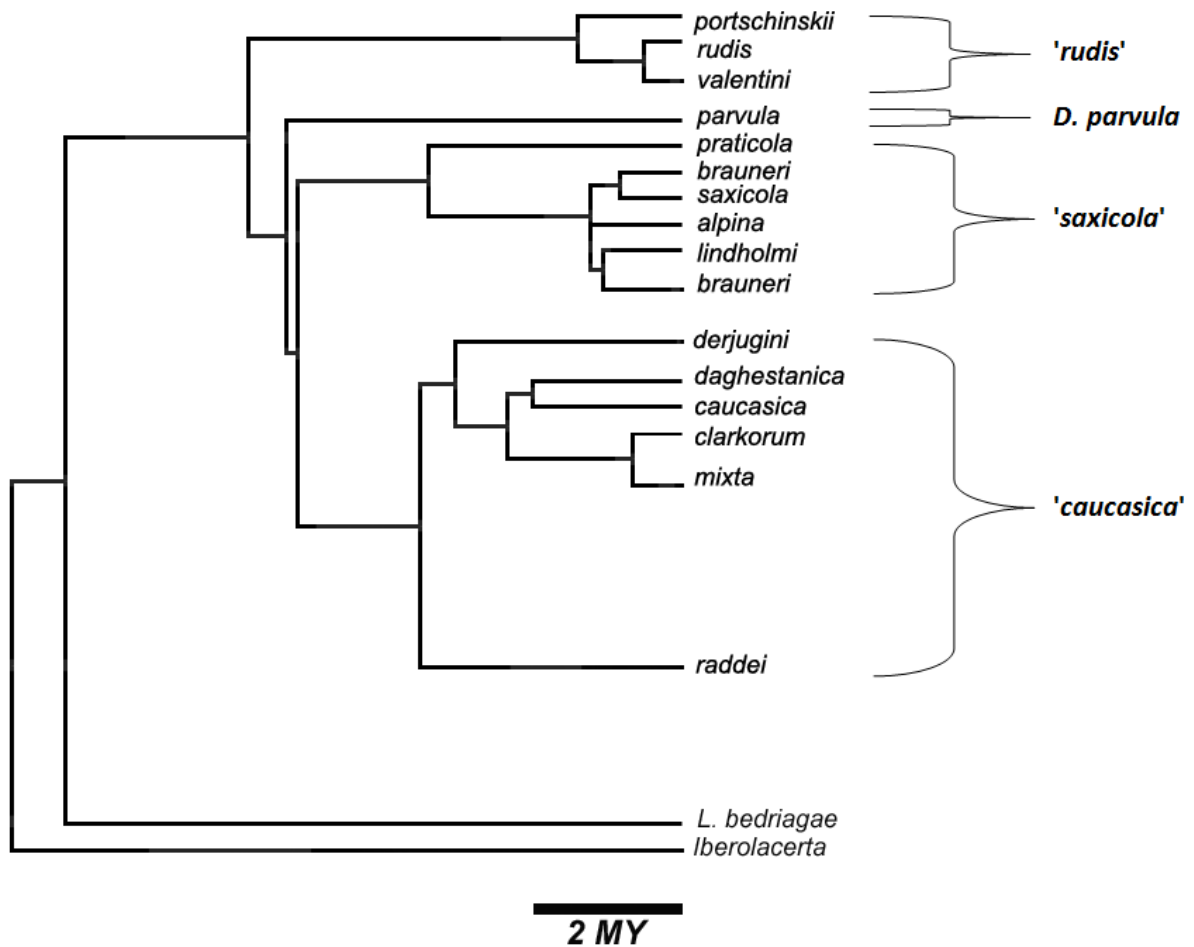 portschinskii
rudis
valentini
'rudis'
parvula
D. parvula
praticola
brauneri
saxicola
alpina
lindholmi
brauneri
'saxicola'
derjugini
daghestanica
caucasica
clarkorum
mixta
'caucasica'
raddei
L. bedriagae
Iberolacerta
2 MY